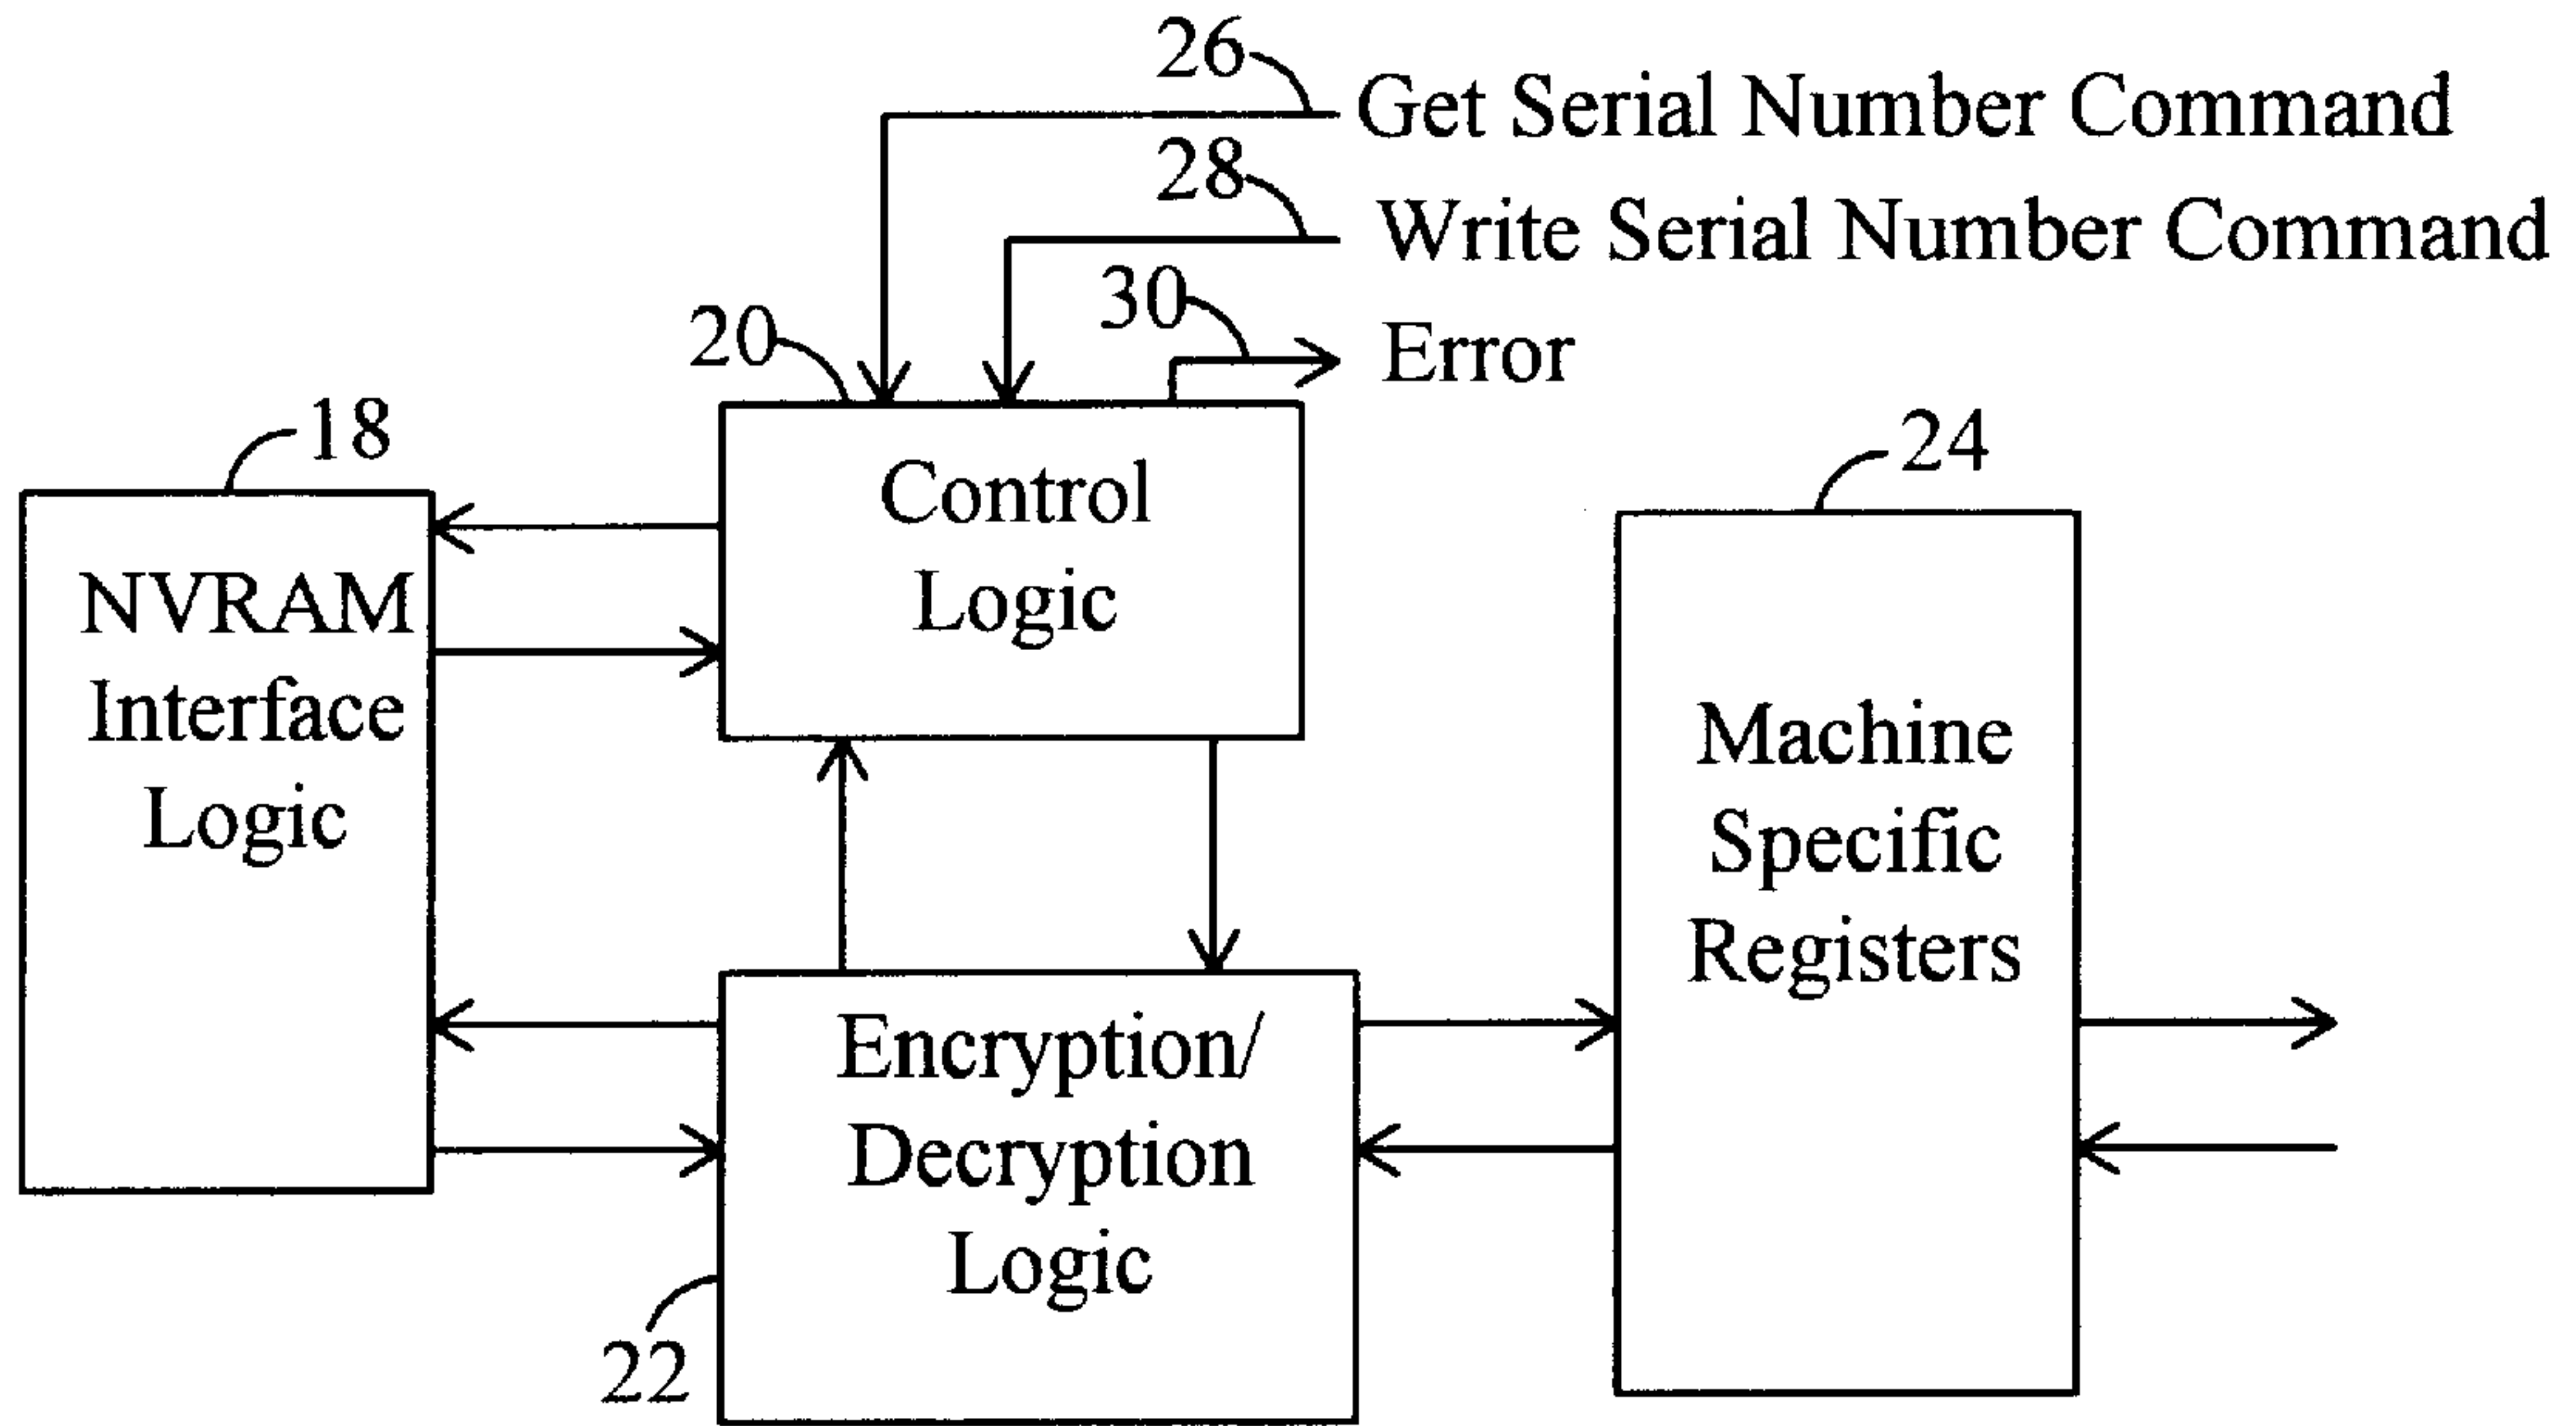 26
Get Serial Number Command
28
Write Serial Number Command
30
Error
20
18
24
Control
Logic
NVRAM
Interface
Logic
Machine
Specific
Registers
Encryption/
Decryption
Logic
22